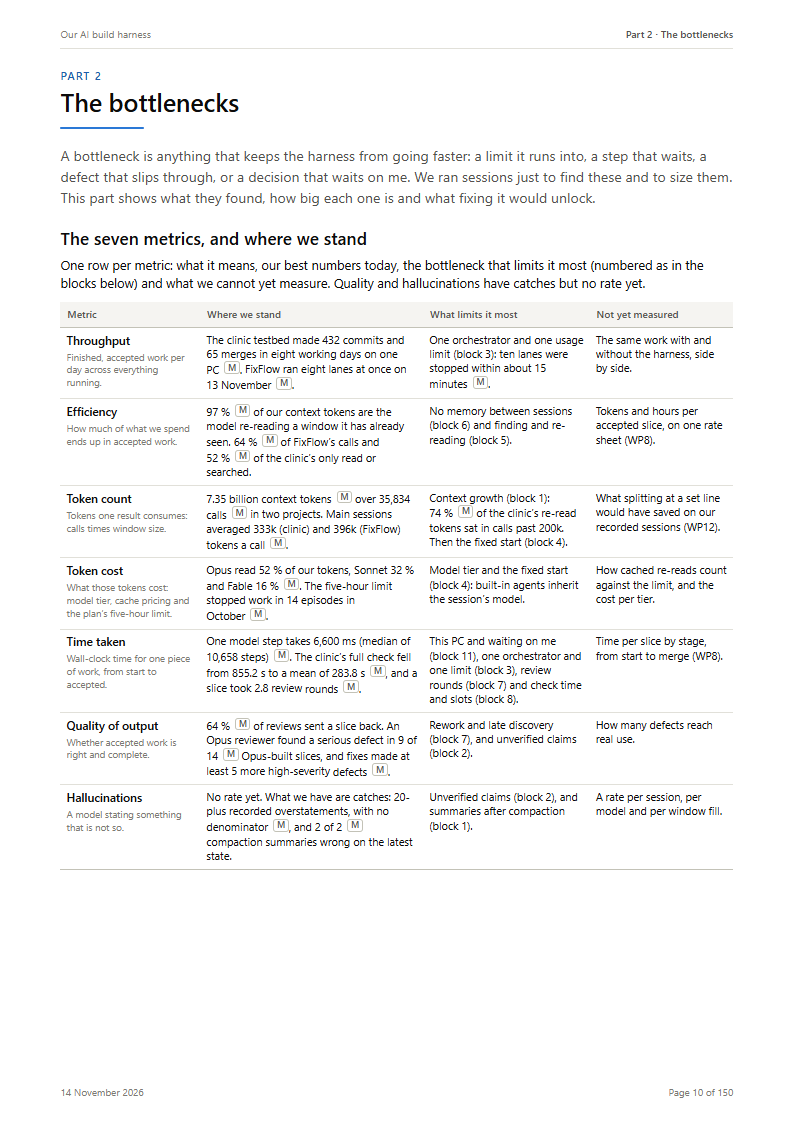 Our AI build harness
Part 2 · The bottlenecks
PART 2
The bottlenecks
A bottleneck is anything that keeps the harness from going faster: a limit it runs into, a step that waits, a
defect that slips through, or a decision that waits on me. We ran sessions just to find these and to size them.
This part shows what they found, how big each one is and what fixing it would unlock.
The seven metrics, and where we stand
One row per metric: what it means, our best numbers today, the bottleneck that limits it most (numbered as in the
blocks below) and what we cannot yet measure. Quality and hallucinations have catches but no rate yet.
Metric
Where we stand
What limits it most
Not yet measured
Throughput
Finished, accepted work per
day across everything
running.
The clinic testbed made 432 commits and
65 merges in eight working days on one
PC M. FixFlow ran eight lanes at once on
13 November M.
One orchestrator and one usage
limit (block 3): ten lanes were
stopped within about 15
minutes M.
The same work with and
without the harness, side
by side.
Efficiency
How much of what we spend
ends up in accepted work.
97 % M of our context tokens are the
model re-reading a window it has already
seen. 64 % M of FixFlow's calls and
52 % M of the clinic's only read or
searched.
No memory between sessions
(block 6) and finding and re-
reading (block 5).
Tokens and hours per
accepted slice, on one rate
sheet (WP8).
Token count
Tokens one result consumes:
calls times window size.
7.35 billion context tokens M over 35,834
calls M in two projects. Main sessions
averaged 333k (clinic) and 396k (FixFlow)
tokens a call M.
Context growth (block 1):
74 % M of the clinic's re-read
tokens sat in calls past 200k.
Then the fixed start (block 4).
What splitting at a set line
would have saved on our
recorded sessions (WP12).
Token cost
What those tokens cost:
model tier, cache pricing and
the plan's five-hour limit.
Opus read 52 % of our tokens, Sonnet 32 %
and Fable 16 % M. The five-hour limit
stopped work in 14 episodes in
October M.
Model tier and the fixed start
(block 4): built-in agents inherit
the session's model.
How cached re-reads count
against the limit, and the
cost per tier.
Time taken
Wall-clock time for one piece
of work, from start to
accepted.
One model step takes 6,600 ms (median of
10,658 steps) M. The clinic's full check fell
from 855.2 s to a mean of 283.8 s M, and a
slice took 2.8 review rounds M.
This PC and waiting on me
(block 11), one orchestrator and
one limit (block 3), review
rounds (block 7) and check time
and slots (block 8).
Time per slice by stage,
from start to merge (WP8).
Quality of output
Whether accepted work is
right and complete.
64 % M of reviews sent a slice back. An
Opus reviewer found a serious defect in 9 of
14 M Opus-built slices, and fixes made at
least 5 more high-severity defects M.
Rework and late discovery
(block 7), and unverified claims
(block 2).
How many defects reach
real use.
Hallucinations
A model stating something
that is not so.
No rate yet. What we have are catches: 20-
plus recorded overstatements, with no
denominator M, and 2 of 2 M
compaction summaries wrong on the latest
state.
Unverified claims (block 2), and
summaries after compaction
(block 1).
A rate per session, per
model and per window fill.
14 November 2026
Page 10 of 150